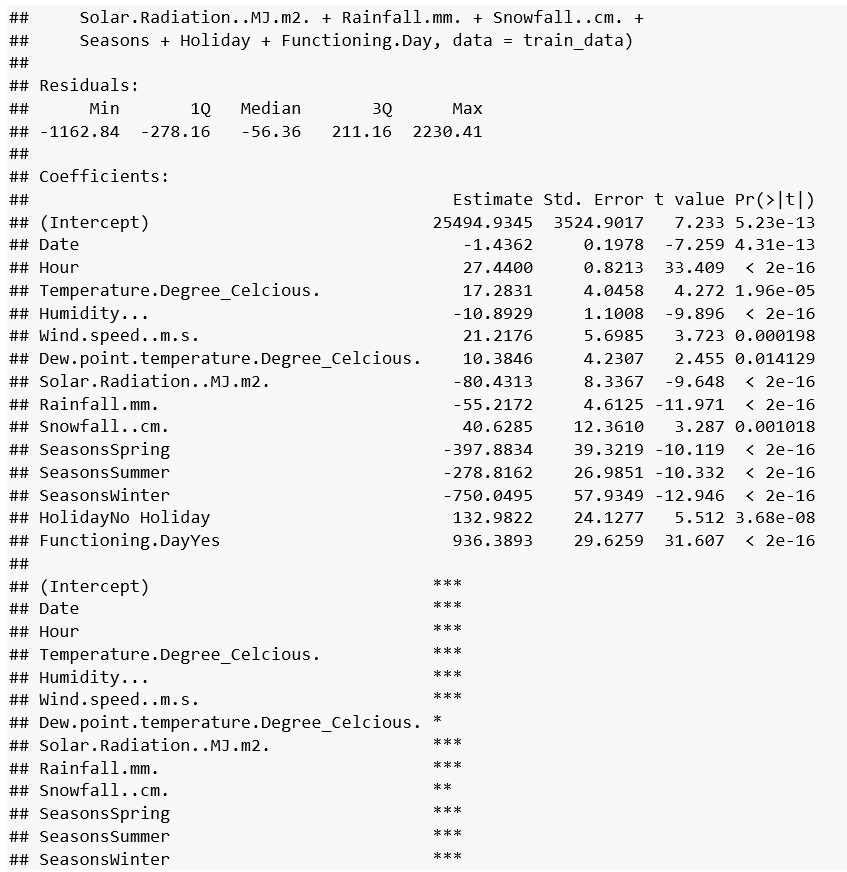 ##     Solar.Radiation..MJ.m2. + Rainfall.mm. + Snowfall..cm. +
##     Seasons + Holiday + Functioning.Day, data = train_data)
##
## Residuals:
##      Min       1Q   Median       3Q      Max
## -1162.84  -278.16   -56.36   211.16  2230.41
##
## Coefficients:
##                                         Estimate Std. Error t value Pr(>|t|)
## (Intercept)                           25494.9345  3524.9017   7.233 5.23e-13
## Date                                     -1.4362     0.1978  -7.259 4.31e-13
## Hour                                     27.4400     0.8213  33.409  < 2e-16
## Temperature.Degree_Celcious.             17.2831     4.0458   4.272 1.96e-05
## Humidity...                             -10.8929     1.1008  -9.896  < 2e-16
## Wind.speed..m.s.                         21.2176     5.6985   3.723 0.000198
## Dew.point.temperature.Degree_Celcious.   10.3846     4.2307   2.455 0.014129
## Solar.Radiation..MJ.m2.                 -80.4313     8.3367  -9.648  < 2e-16
## Rainfall.mm.                            -55.2172     4.6125 -11.971  < 2e-16
## Snowfall..cm.                            40.6285    12.3610   3.287 0.001018
## SeasonsSpring                          -397.8834    39.3219 -10.119  < 2e-16
## SeasonsSummer                          -278.8162    26.9851 -10.332  < 2e-16
## SeasonsWinter                          -750.0495    57.9349 -12.946  < 2e-16
## HolidayNo Holiday                       132.9822    24.1277   5.512 3.68e-08
## Functioning.DayYes                      936.3893    29.6259  31.607  < 2e-16
##
## (Intercept)                            ***
## Date                                   ***
## Hour                                   ***
## Temperature.Degree_Celcious.           ***
## Humidity...                            ***
## Wind.speed..m.s.                       ***
## Dew.point.temperature.Degree_Celcious. *
## Solar.Radiation..MJ.m2.                ***
## Rainfall.mm.                           ***
## Snowfall..cm.                          **
## SeasonsSpring                          ***
## SeasonsSummer                          ***
## SeasonsWinter                          ***